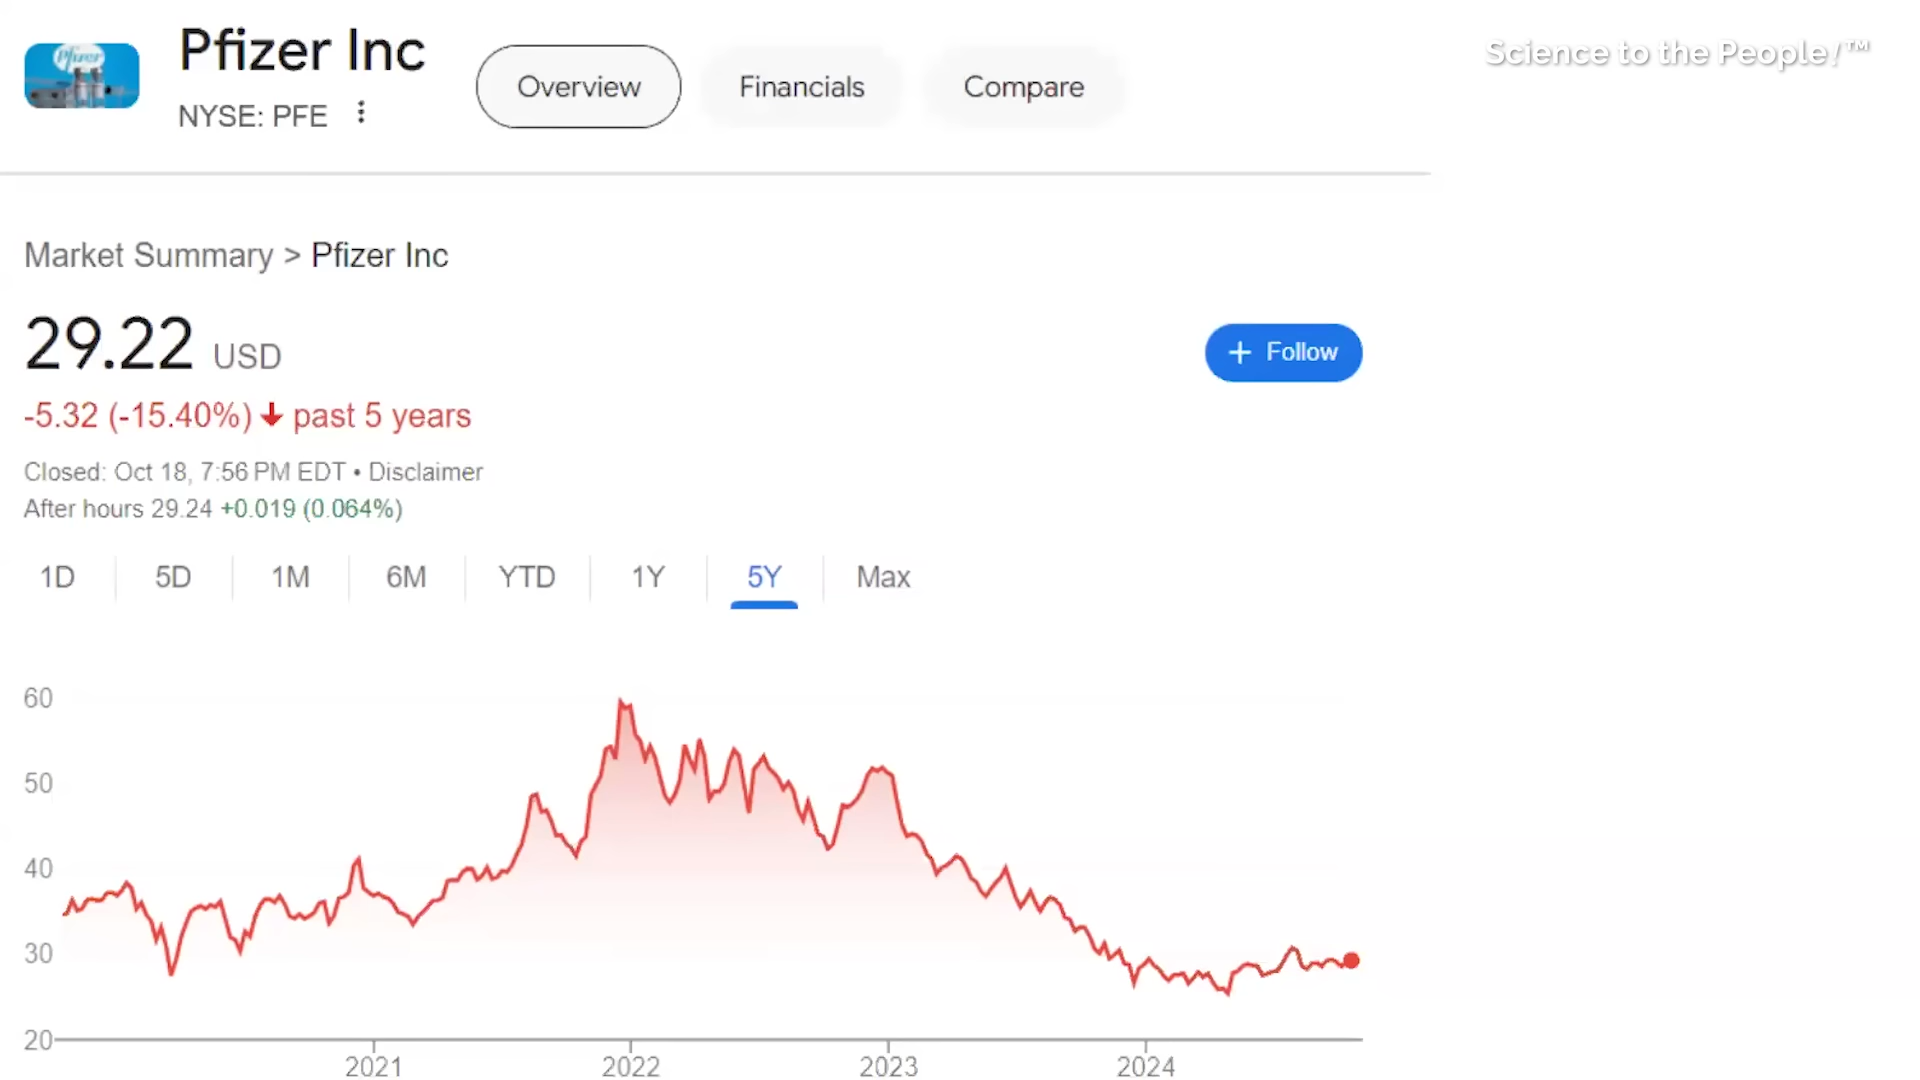 Pfizer
Pfizer Inc
NYSE: PFE
Overview
Financials
Compare
Science to the People!™
Market Summary > Pfizer Inc
29.22 USD
+ Follow
-5.32 (-15.40%) past 5 years
Closed: Oct 18, 7:56 PM EDT • Disclaimer
After hours 29.24 +0.019 (0.064%)
1D
5D
1M
6M
YTD
1Y
5Y
Max
60
50
40
30
20
2021
2022
2023
2024